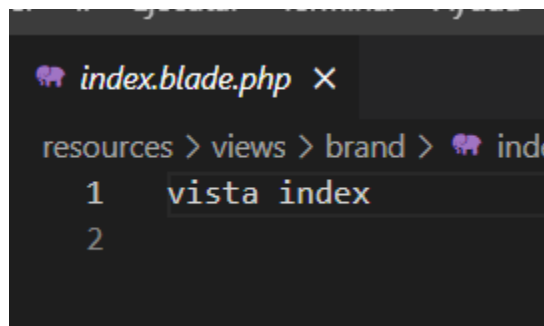 index.blade.php ×
resources > views > brand >
1 vista index
2